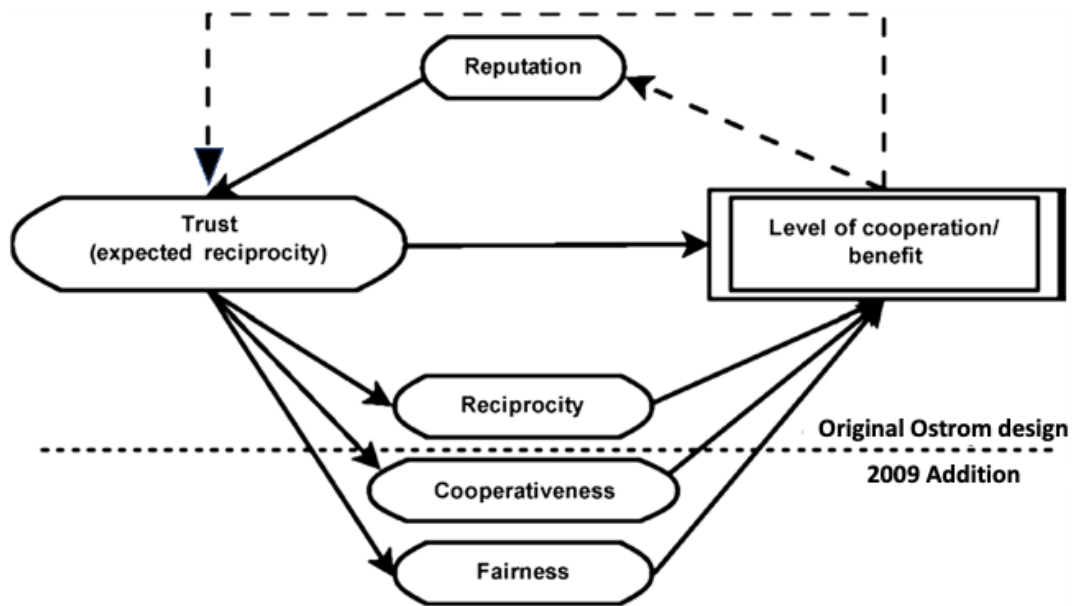 Reputation
Trust
(expected reciprocity)
Level of cooperation/
benefit
Reciprocity
Original Ostrom design
2009 Addition
Cooperativeness
Fairness